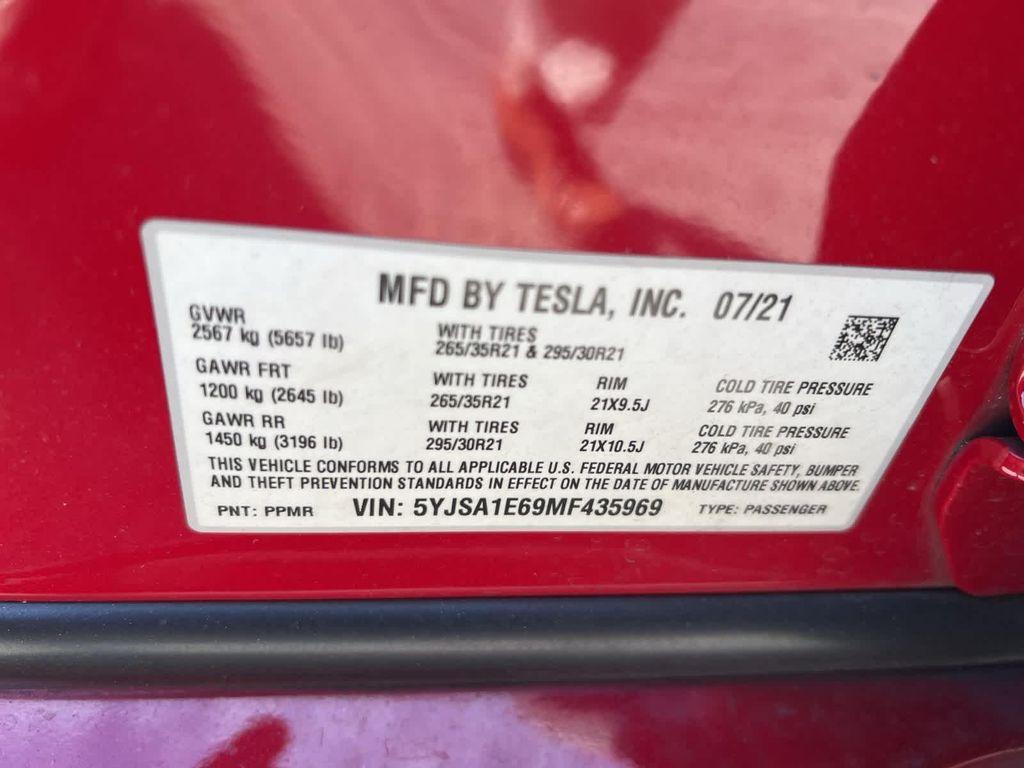 MFD BY TESLA, INC. 07/21
GVWR
2567 kg (5657 lb)
WITH TIRES
265/35R21 & 295/30R21
GAWR FRT
1200 kg (2645 lb)
WITH TIRES
265/35R21
RIM
21X9.5J
COLD TIRE PRESSURE
276 kPa, 40 psi
GAWR RR
1450 kg (3196 lb)
WITH TIRES
295/30R21
RIM
21X10.5J
COLD TIRE PRESSURE
276 kPa, 40 psi
THIS VEHICLE CONFORMS TO ALL APPLICABLE U.S. FEDERAL MOTOR VEHICLE SAFETY, BUMPER
AND THEFT PREVENTION STANDARDS IN EFFECT ON THE DATE OF MANUFACTURE SHOWN ABOVE.
PNT: PPMR VIN: 5YJSA1E69MF435969 TYPE: PASSENGER